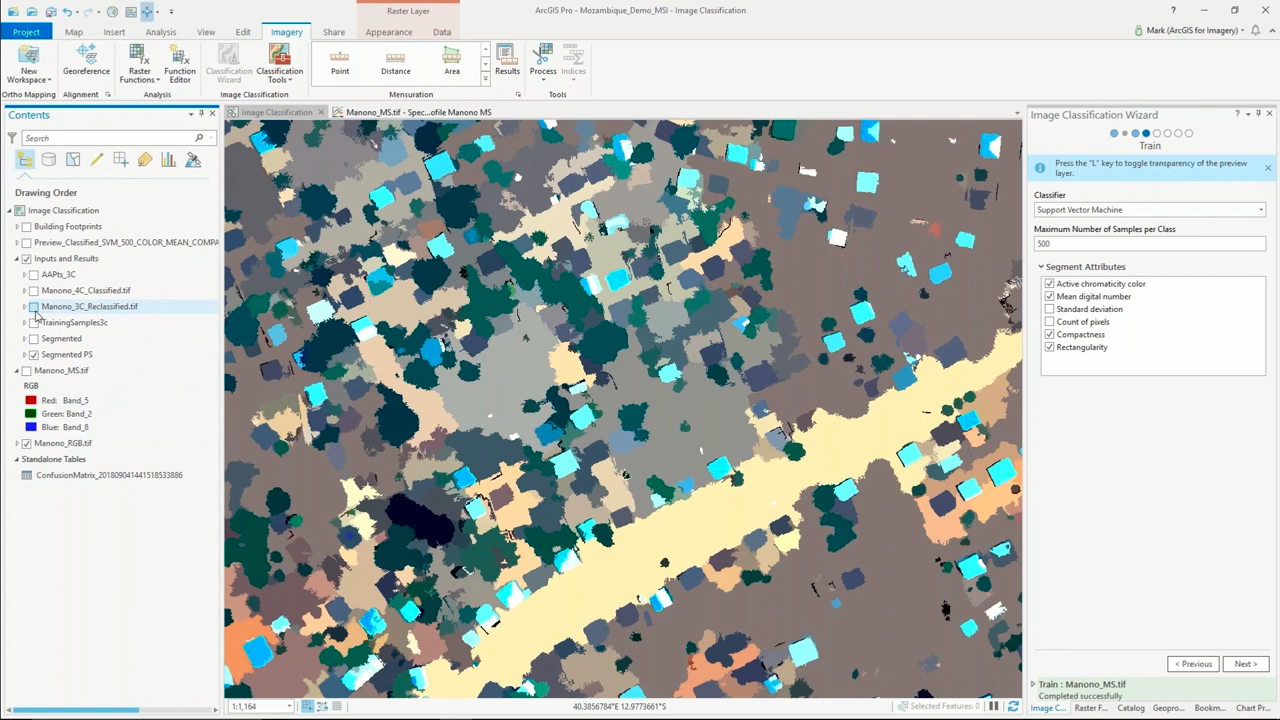 Raster Layer
ArcGIS Pro - Mozambique_Demo_MSI - Image Classification
Project Map Insert Analysis View Edit Imagery Share Appearance Data
Mark (ArcGIS for Imagery)
New Workspace
Georeference
Raster Functions
Function Editor
Classification Wizard
Classification Tools
Point
Distance
Area
Results
Process
Indices
Ortho Mapping
Alignment
Analysis
Image Classification
Mensuration
Tools
Contents
Search
Drawing Order
Image Classification
Building Footprints
Preview_Classified_SVM_500_COLOR_MEAN_COMPA
Inputs and Results
AAPts_3C
Manono_4C_Classified.tif
Manono_3C_Reclassified.tif
TrainingSamples3c
Segmented
Segmented PS
Manono_MS.tif
RGB
Red: Band_5
Green: Band_2
Blue: Band_8
Manono_RGB.tif
Standalone Tables
ConfusionMatrix_201809041441518533886
Image Classification
Manono_MS.tif - Spec...ofile Manono MS
1:1,164
40.3856784°E 12.9773661°S
Selected Features: 0
Image Classification Wizard
Train
Press the "L" key to toggle transparency of the preview
layer.
Classifier
Support Vector Machine
Maximum Number of Samples per Class
500
Segment Attributes
Active chromaticity color
Mean digital number
Standard deviation
Count of pixels
Compactness
Rectangularity
< Previous
Next >
Train : Manono_MS.tif
Completed successfully
Image C... Raster F... Catalog Geopro... Bookm... Chart Pr...